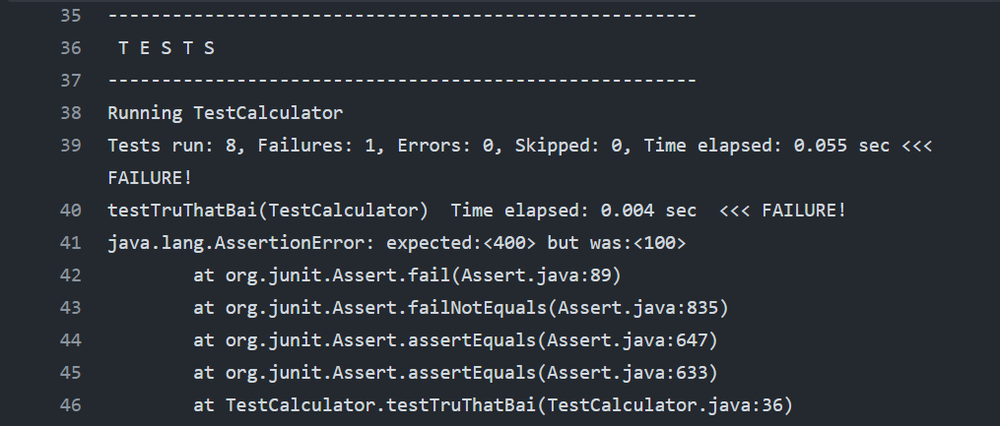 35 -------------------------------------------------------
36 T E S T S
37 -------------------------------------------------------
38 Running TestCalculator
39 Tests run: 8, Failures: 1, Errors: 0, Skipped: 0, Time elapsed: 0.055 sec <<<
FAILURE!
40 testTruThatBai(TestCalculator)  Time elapsed: 0.004 sec  <<< FAILURE!
41 java.lang.AssertionError: expected:<400> but was:<100>
42         at org.junit.Assert.fail(Assert.java:89)
43         at org.junit.Assert.failNotEquals(Assert.java:835)
44         at org.junit.Assert.assertEquals(Assert.java:647)
45         at org.junit.Assert.assertEquals(Assert.java:633)
46         at TestCalculator.testTruThatBai(TestCalculator.java:36)